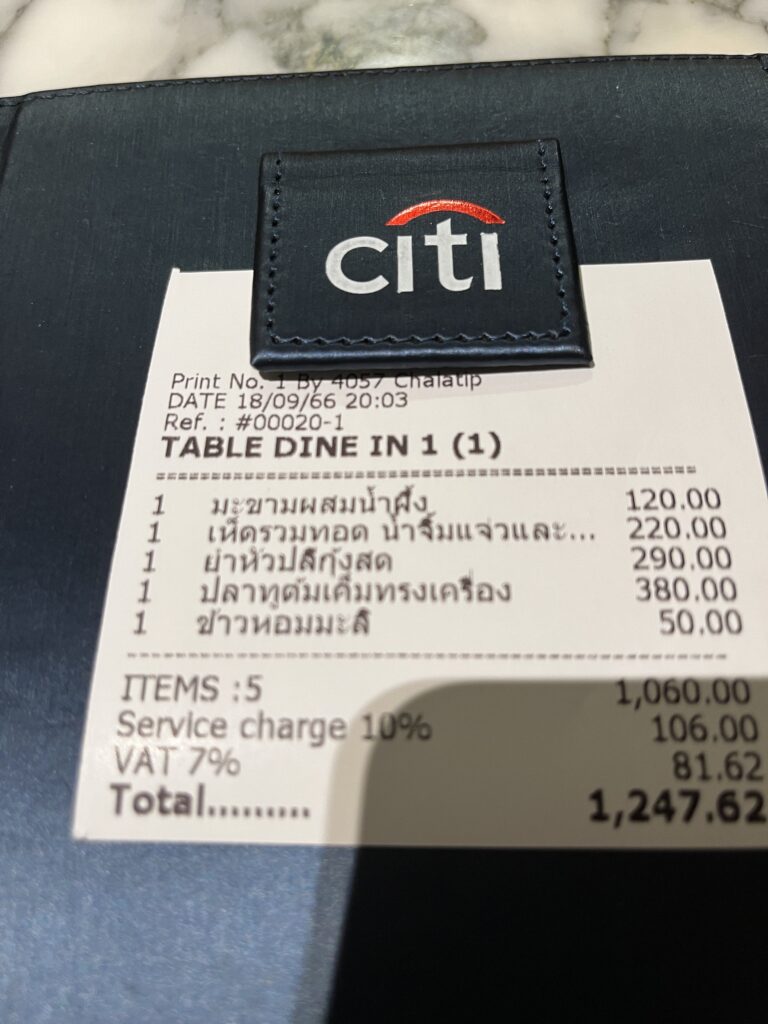 citi
Print No. 1 By 4057 Chalatip
DATE 18/09/66 20:03
Ref. : #00020-1
TABLE DINE IN 1 (1)
1 มะขามผสมน้ำผึ้ง 120.00
1 เห็ดรวมทอด น้ำจิ้มแจ่วและ... 220.00
1 ยำหัวปลีกุ้งสด 290.00
1 ปลาทูต้มเค็มทรงเครื่อง 380.00
1 ข้าวหอมมะลิ 50.00
ITEMS :5 1,060.00
Service charge 10% 106.00
VAT 7% 81.62
Total......... 1,247.62